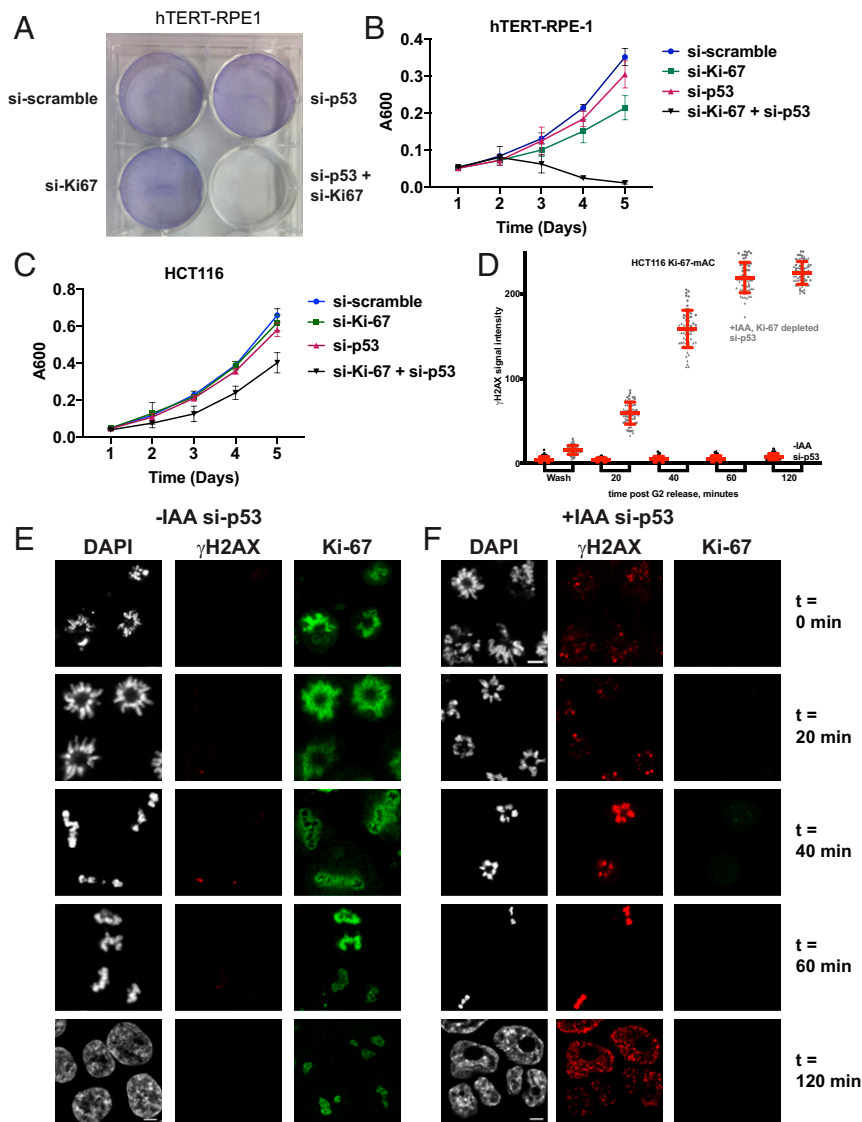 A
hTERT-RPE1
si-scramble
si-p53
si-Ki67
si-p53 +
si-Ki67
B
hTERT-RPE-1
A600
0.4
0.3
0.2
0.1
0.0
1 2 3 4 5
Time (Days)
si-scramble
si-Ki-67
si-p53
si-Ki-67 + si-p53
C
HCT116
A600
0.8
0.6
0.4
0.2
0.0
1 2 3 4 5
Time (Days)
si-scramble
si-Ki-67
si-p53
si-Ki-67 + si-p53
D
HCT116 Ki-67-mAC
γH2AX signal intensity
200
100
0
+IAA, Ki-67 depleted
si-p53
-IAA
si-p53
Wash 20 40 60 120
time post G2 release, minutes
E
-IAA si-p53
DAPI γH2AX Ki-67
F
+IAA si-p53
DAPI γH2AX Ki-67
t =
0 min
t =
20 min
t =
40 min
t =
60 min
t =
120 min